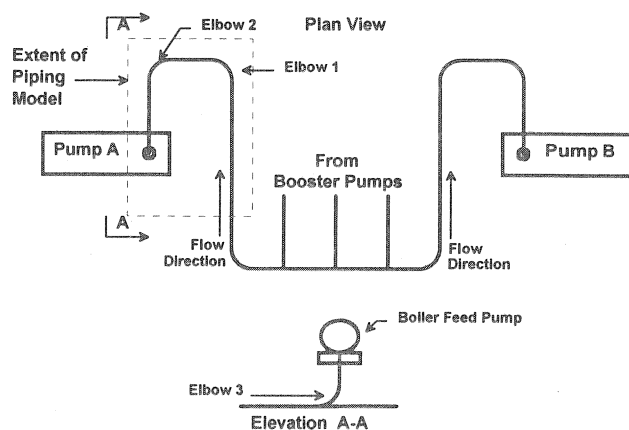 A
Elbow 2
Plan View
Extent of
Piping
Model
Elbow 1
Pump A
Pump B
From
Booster Pumps
A
Flow
Direction
Flow
Direction
Boller Feed Pump
Elbow 3
Elevation A-A